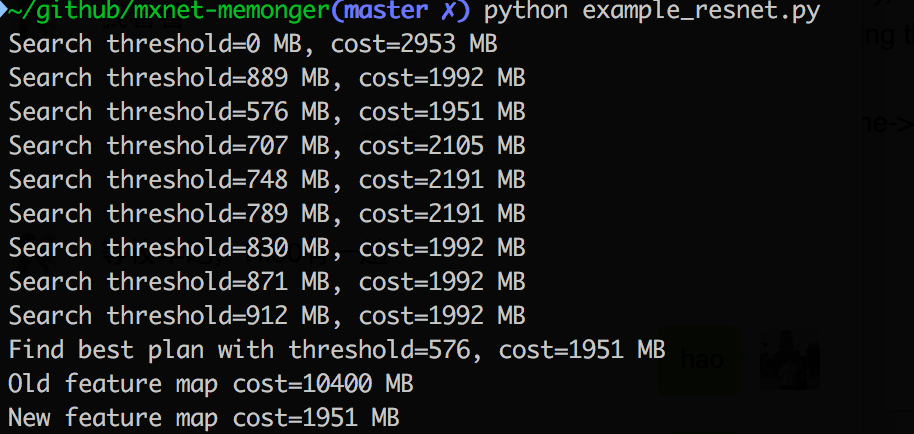 ~/github/mxnet-memonger(master ✗) python example_resnet.py
Search threshold=0 MB, cost=2953 MB
Search threshold=889 MB, cost=1992 MB
Search threshold=576 MB, cost=1951 MB
Search threshold=707 MB, cost=2105 MB
Search threshold=748 MB, cost=2191 MB
Search threshold=789 MB, cost=2191 MB
Search threshold=830 MB, cost=1992 MB
Search threshold=871 MB, cost=1992 MB
Search threshold=912 MB, cost=1992 MB
Find best plan with threshold=576, cost=1951 MB
Old feature map cost=10400 MB
New feature map cost=1951 MB
hao